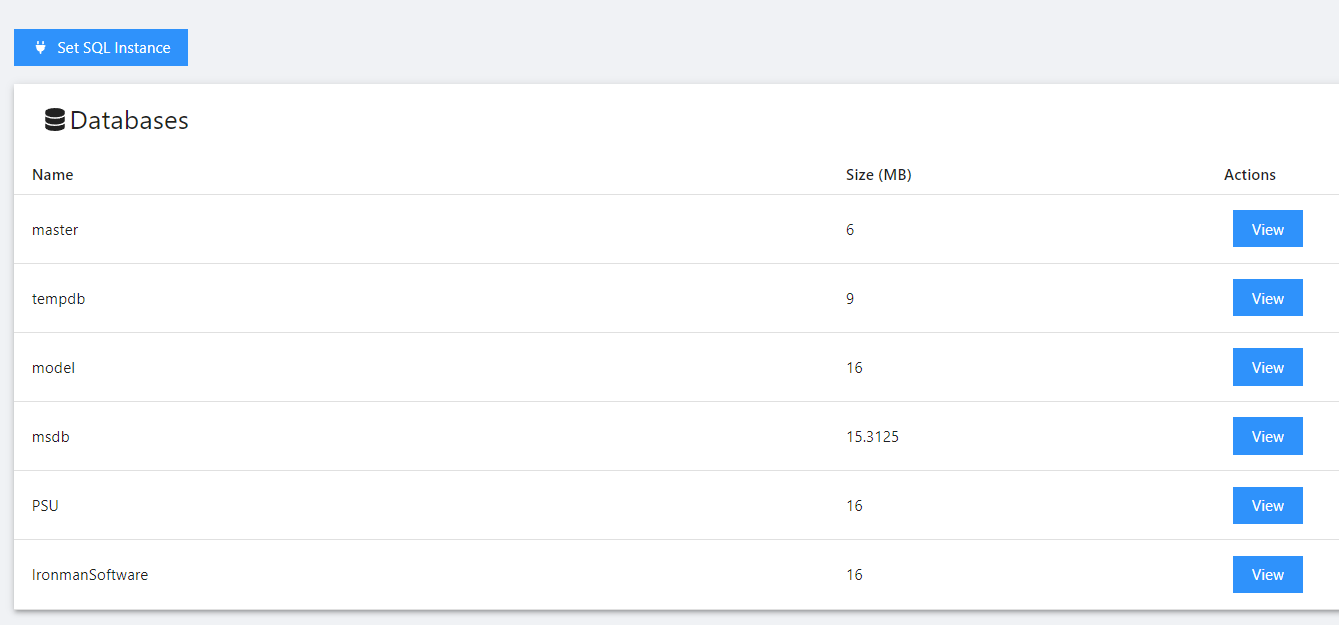 Set SQL Instance
Databases
Name Size (MB) Actions
master 6 View
tempdb 9 View
model 16 View
msdb 15.3125 View
PSU 16 View
IronmanSoftware 16 View